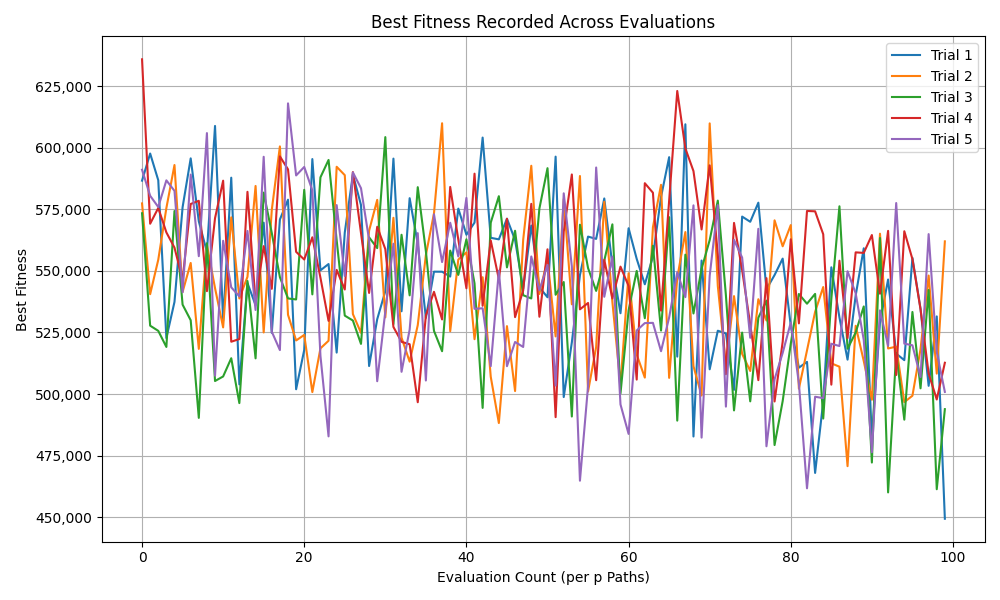 Best Fitness Recorded Across Evaluations
Best Fitness
625,000
600,000
575,000
550,000
525,000
500,000
475,000
450,000
0
20
40
60
80
100
Evaluation Count (per p Paths)
Trial 1
Trial 2
Trial 3
Trial 4
Trial 5